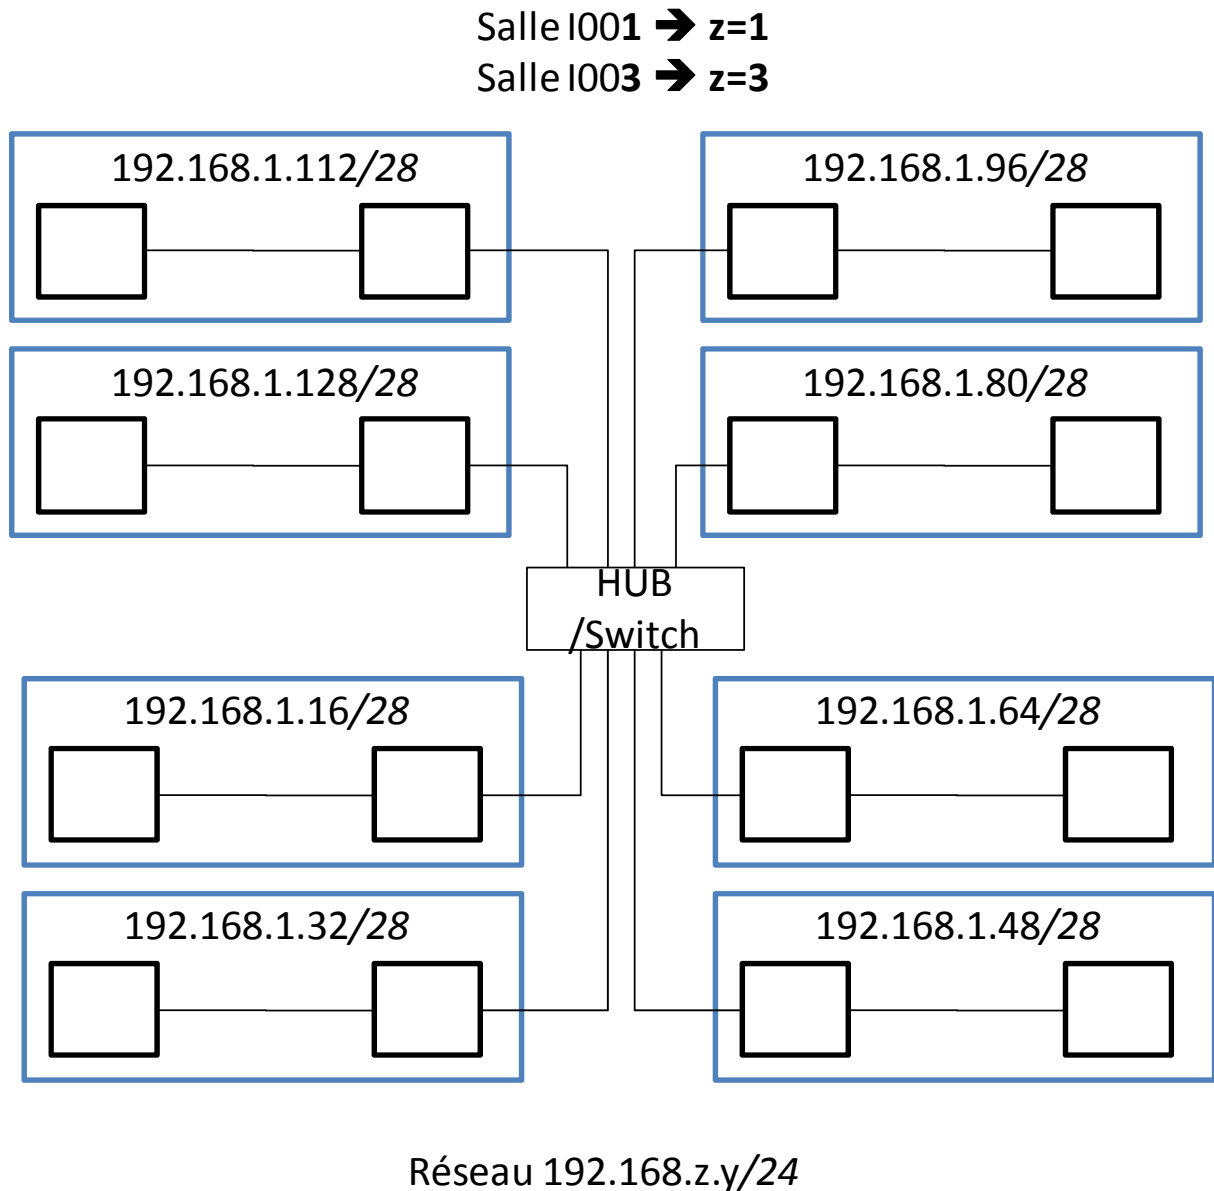 Salle I001 🡺 z=1
Salle I003 🡺 z=3
192.168.1.112/28
192.168.1.96/28
192.168.1.128/28
192.168.1.80/28
HUB
/Switch
192.168.1.16/28
192.168.1.64/28
192.168.1.32/28
192.168.1.48/28
Réseau 192.168.z.y/24